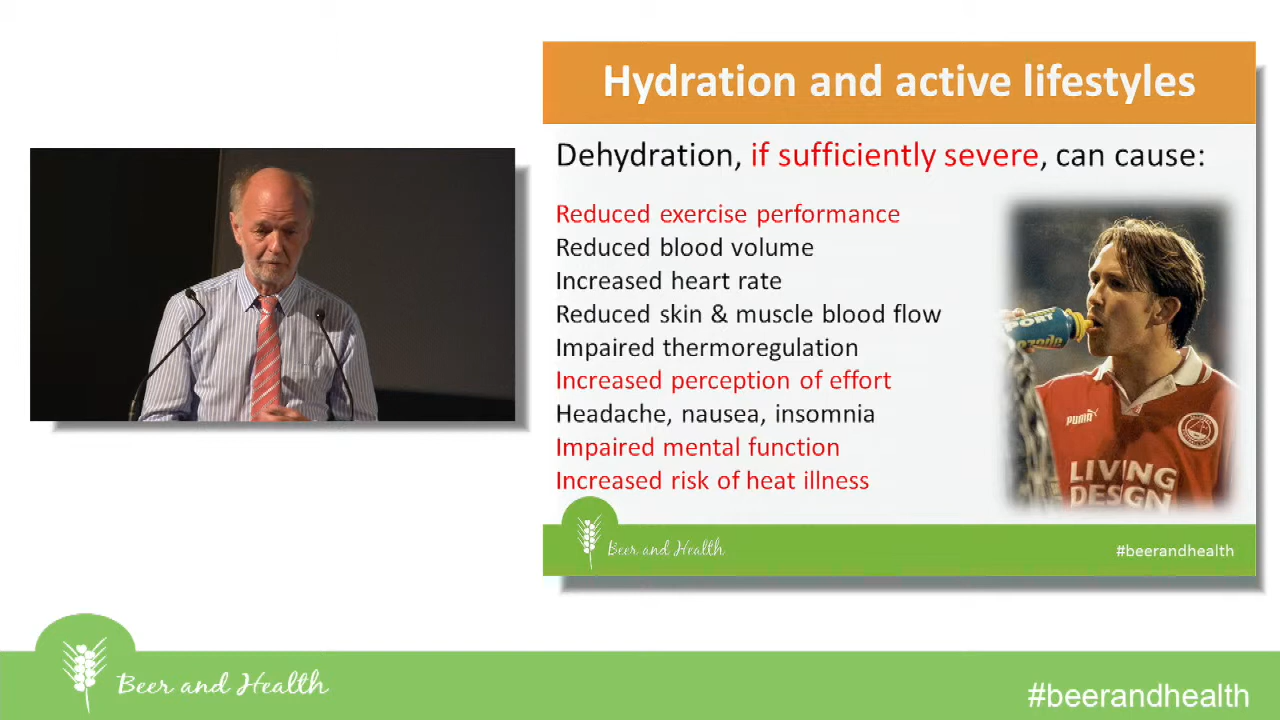 Hydration and active lifestyles
Dehydration, if sufficiently severe, can cause:
Reduced exercise performance
Reduced blood volume
Increased heart rate
Reduced skin & muscle blood flow
Impaired thermoregulation
Increased perception of effort
Headache, nausea, insomnia
Impaired mental function
Increased risk of heat illness
SPORT
PUMA
LIVING
DESIGN
Beer and Health
#beerandhealth
Beer and Health
#beerandhealth